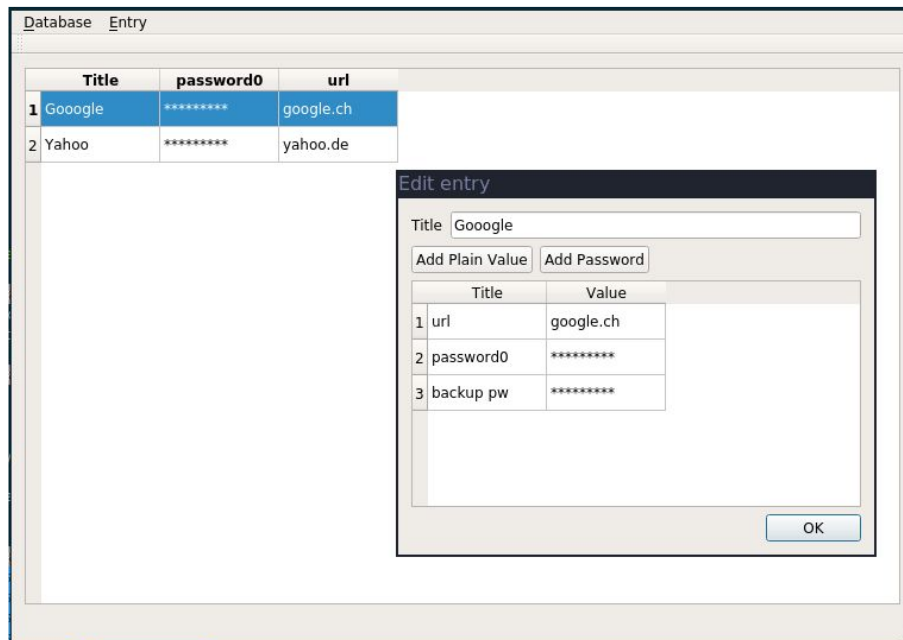 Database Entry
Title password0 url
1 Gooogle ********* google.ch
2 Yahoo ********* yahoo.de
Edit entry
Title Gooogle
Add Plain Value Add Password
Title Value
1 url google.ch
2 password0 *********
3 backup pw *********
OK